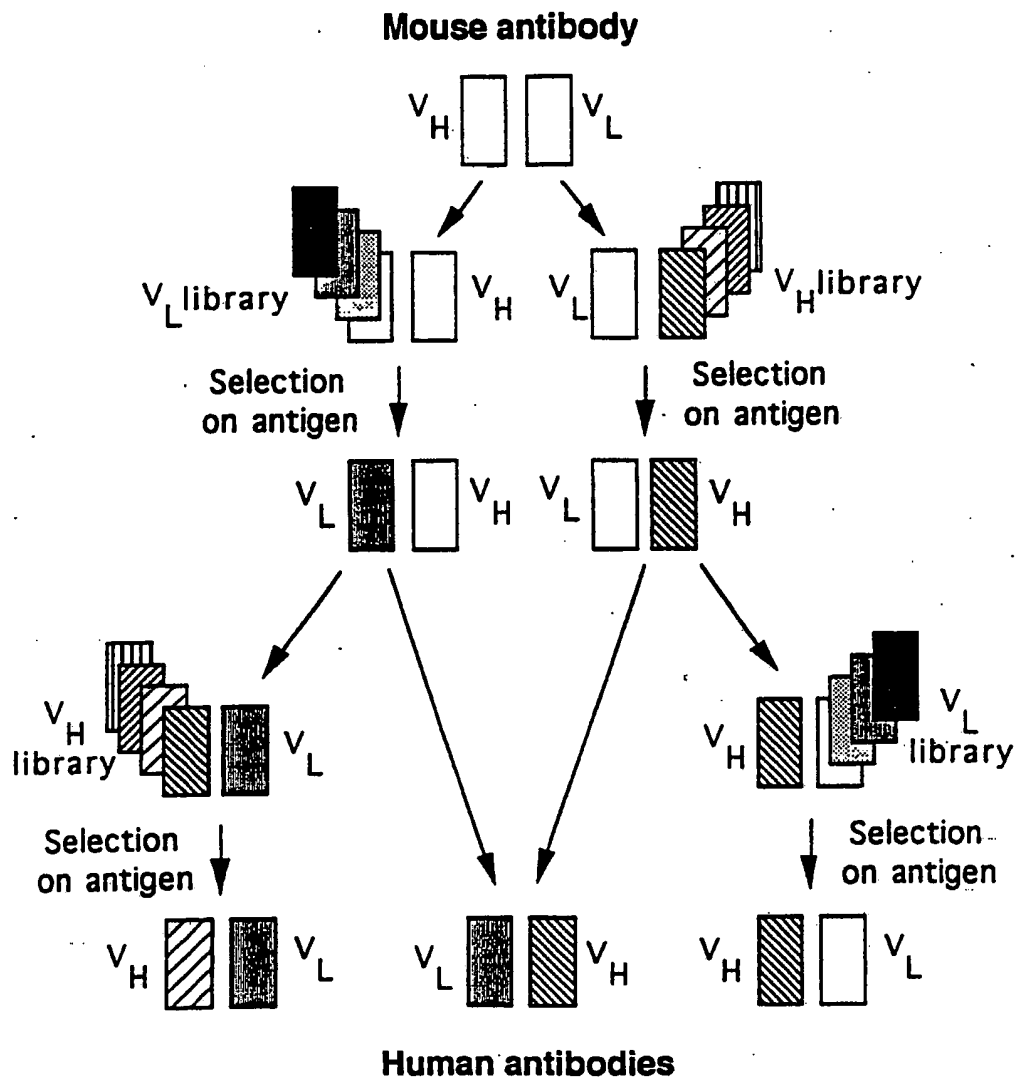 Mouse antibody
VH VL
VL library VH VL VH library
Selection on antigen
Selection on antigen
VL VH VL VH
VH library VL VH VL library
Selection on antigen
Selection on antigen
VH VL VL VH VH VL
Human antibodies